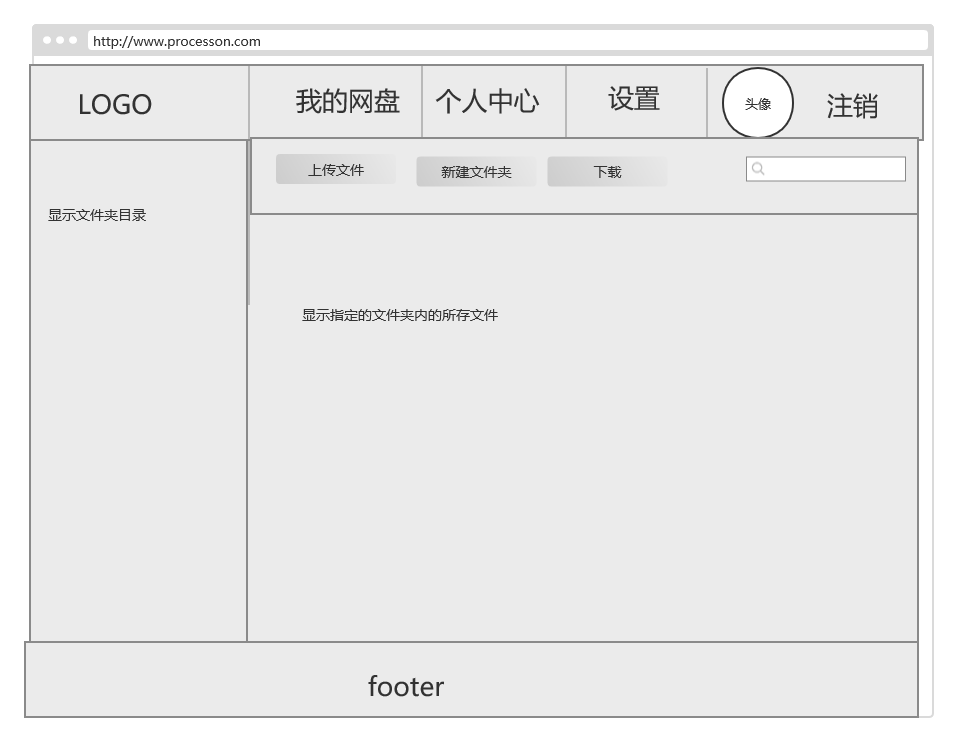 http://www.processon.com
LOGO
我的网盘
个人中心
设置
头像
注销
上传文件
新建文件夹
下载
显示文件夹目录
显示指定的文件夹内的所存文件
footer